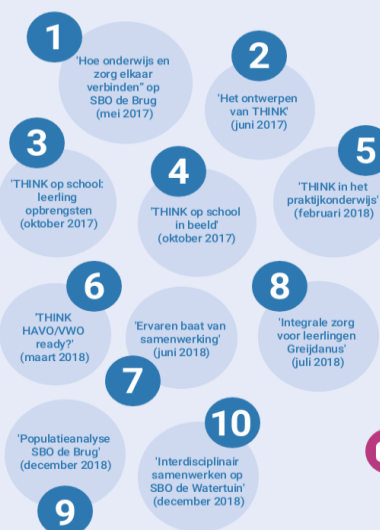 1
'Hoe onderwijs en
zorg elkaar
verbinden" op
SBO de Brug
(mei 2017)
2
'Het ontwerpen
van THINK'
(juni 2017)
3
'THINK op school:
leerling
opbrengsten
(oktober 2017)
4
'THINK op school
in beeld'
(oktober 2017)
5
'THINK in het
praktijkonderwijs'
(februari 2018)
6
'THINK
HAVO/VWO
ready?'
(maart 2018)
'Ervaren baat van
samenwerking'
(juni 2018)
7
8
'Integrale zorg
voor leerlingen
Greijdanus'
(juli 2018)
'Populatieanalyse
SBO de Brug'
(december 2018)
9
10
'Interdisciplinair
samenwerken op
SBO de Watertuin'
(december 2018)